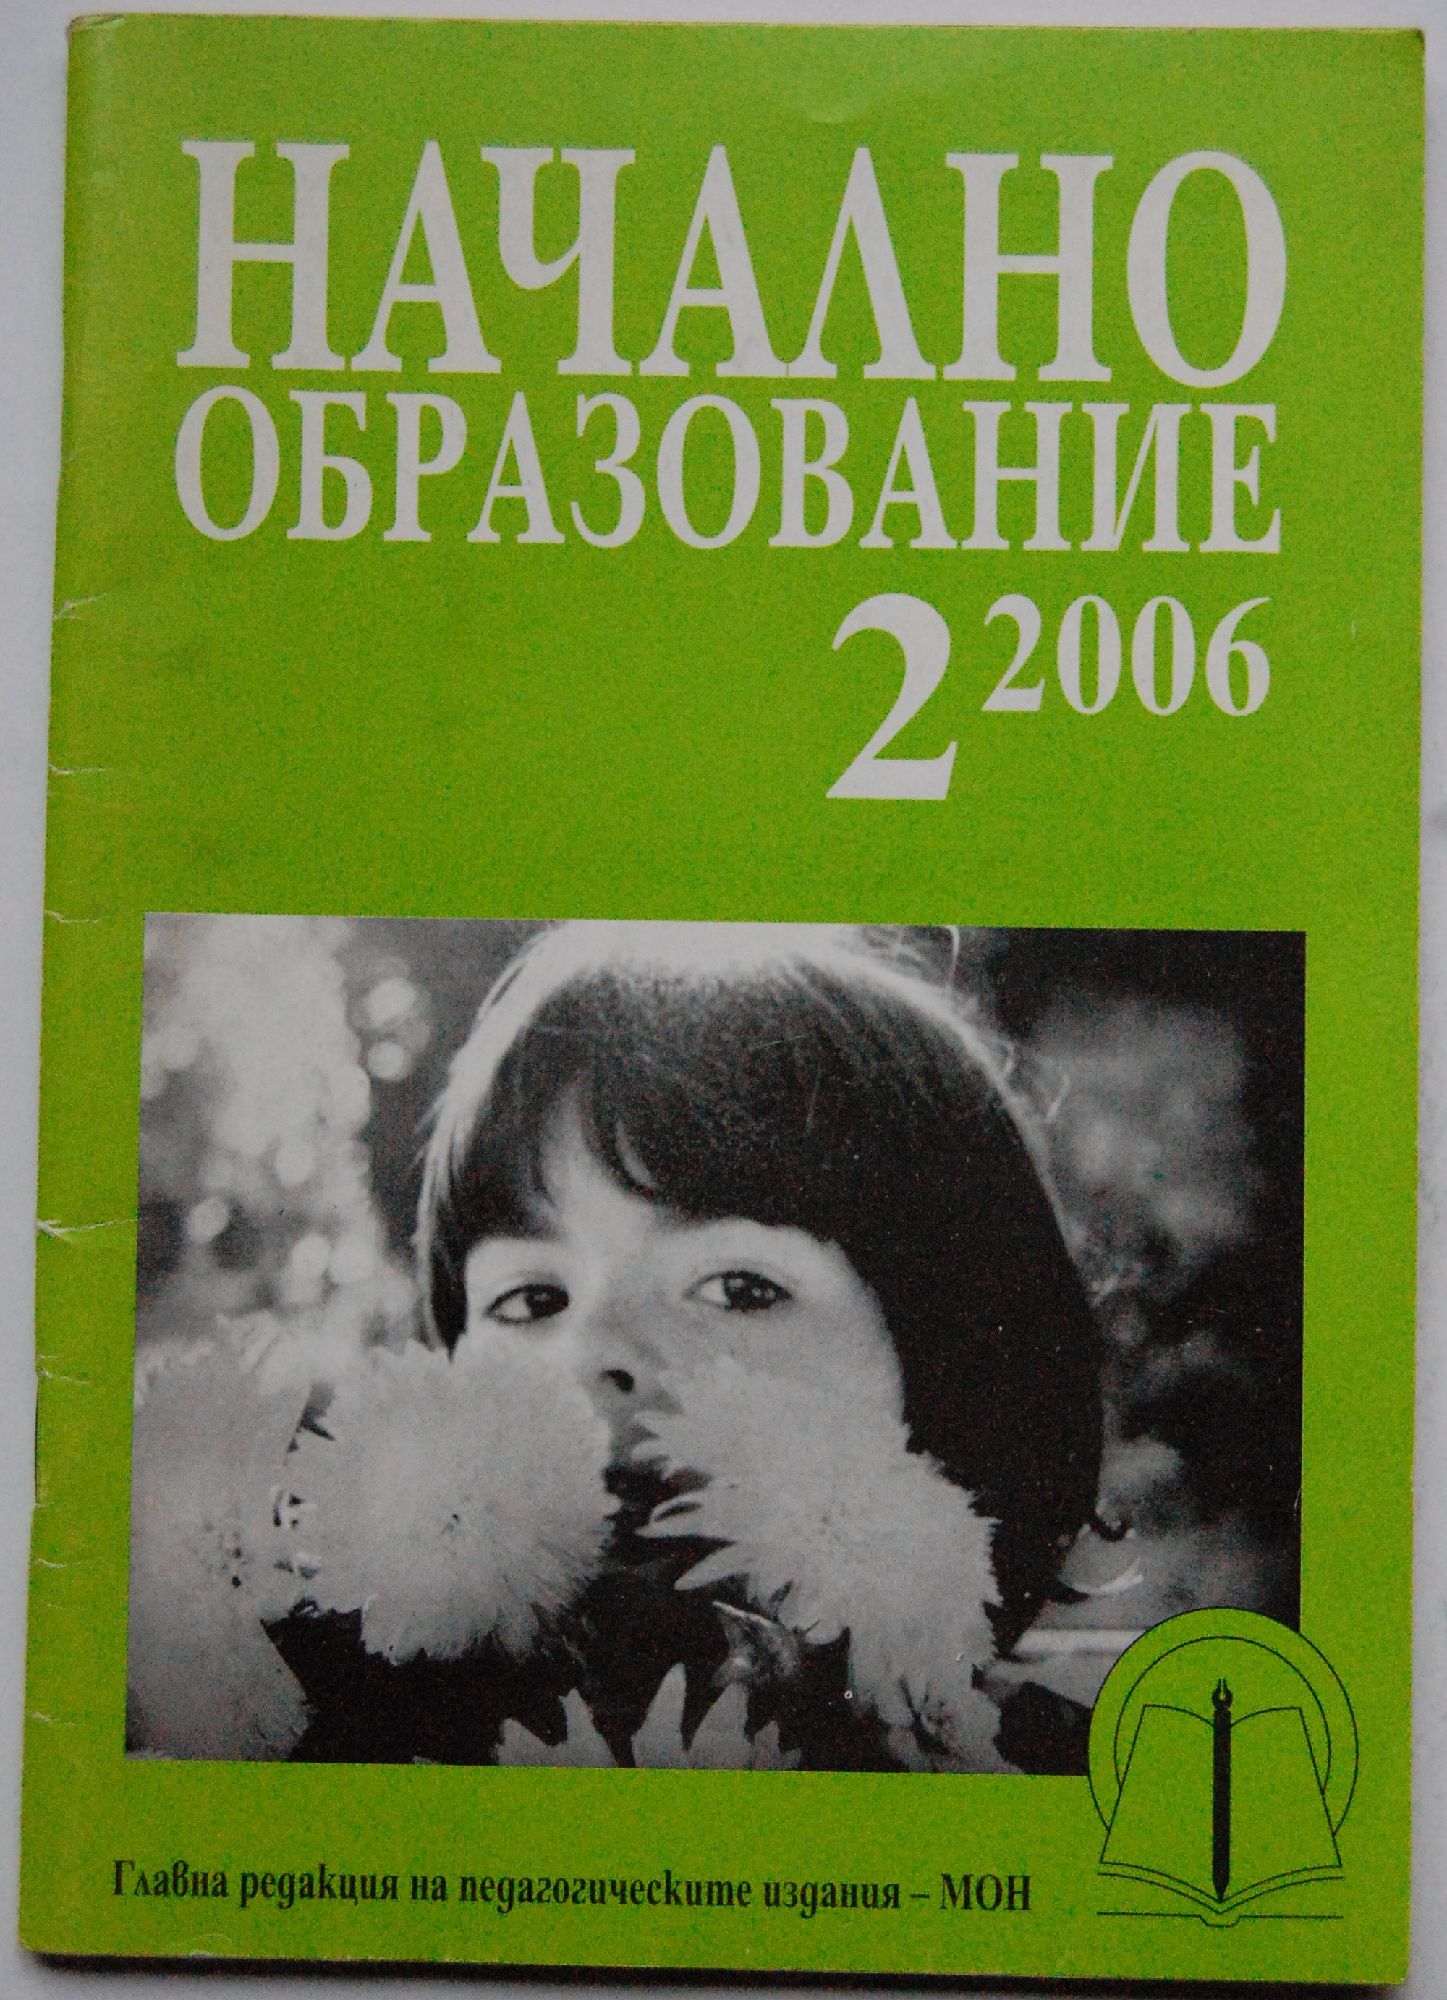 НАЧАЛНО
ОБРАЗОВАНИЕ
2 2006
Главна редакция на педагогическите издания – МОН